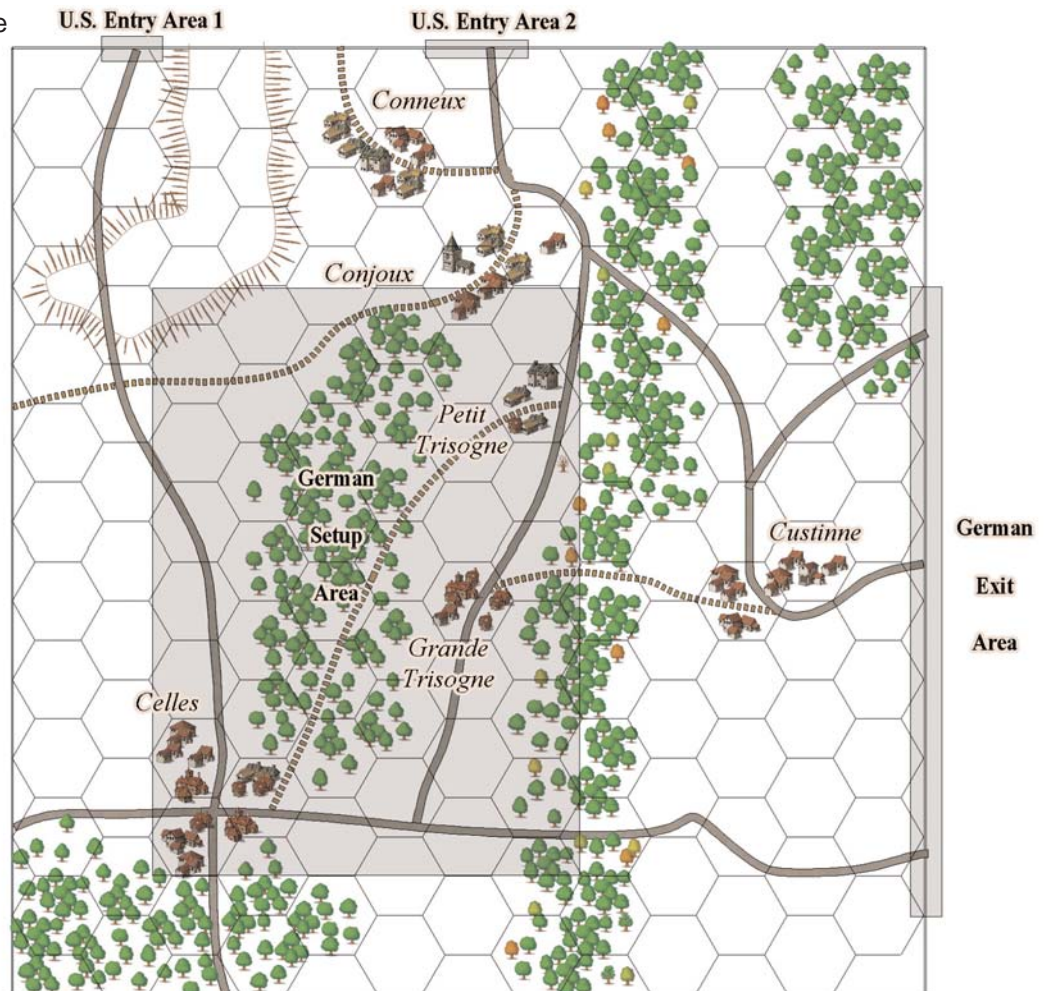 e
U.S. Entry Area 1
U.S. Entry Area 2
Conneux
Conjoux
Petit
Trisogne
German
Setup
Area
Custinne
German
Exit
Area
Grande
Trisogne
Celles